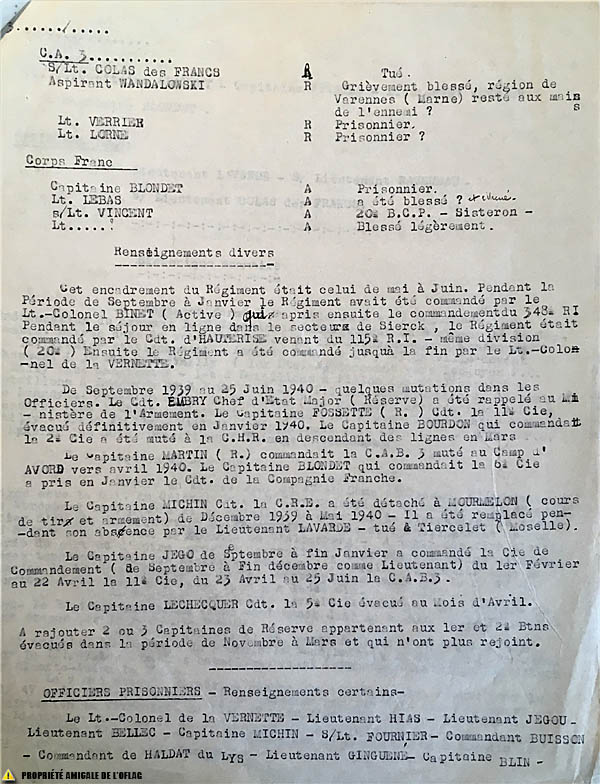 ...../.....
C.A. 3...........
S/Lt. COLAS des FRANCS A Tué.
Aspirant WANDALOWSKI R Grièvement blessé, région de
Varennes ( Marne) resté aux mains
de l'ennemi ?
Lt. VERRIER R Prisonnier.
Lt. LORNE R Prisonnier ?
Corps Franc
Capitaine BLONDET A Prisonnier.
Lt. LEBAS A a été blessé ?
s/Lt. VINCENT A 20è B.C.P. - Sisteron -
Lt.....? A Blessé légèrement.
Renseignements divers
Cet encadrement du Régiment était celui de mai à Juin. Pendant la
Période de Septembre à Janvier le Régiment avait été commandé par le
Lt.-Colonel BINET ( Active ) qui apris ensuite le commandementdu 348è RI
Pendant le séjour en ligne dans le secteur de Sierck , le Régiment était
commandé par le Cdt. d'HAUTERISE venant du 115è R.I. - même division
( 20è ) Ensuite le Régiment a été commandé jusquà la fin par le Lt.-Colon-
-nel de la VERNETTE.
De Septembre 1939 au 25 Juin 1940 - quelques mutations dans les
Officiers. Le Cdt. EMBRY Chef d'Etat Major ( Réserve) a été rappelé au Mi
- nistère de l'Armement. Le Capitaine FOSSETTE ( R. ) Cdt. la 11è Cie,
évacué définitivement en Janvier 1940. Le Capitaine BOURDON qui commandait
la 2è Cie a été muté à la C.H.R. en descendant des lignes en Mars
Le Capitaine MARTIN ( R.) commandait la C.A.B. 3 muté au Camp d'
AVORD vers avril 1940. Le Capitaine BLONDET qui commandait la 6è Cie
a pris en Janvier le Cdt. de la Compagnie Franche.
Le Capitaine MICHIN Cdt. la C.R.E. a été détaché à MOURMELON ( cours
de tir et armement) de Décembre 1939 à Mai 1940 - Il a été remplacé pen-
-dant son absence par le Lieutenant LAVARDE - tué à Tiercelet ( Moselle).
Le Capitaine JEGO de Septembre à fin Janvier a commandé la Cie de
Commandement ( de Septembre à Fin décembre comme Lieutenant) du 1er Février
au 22 Avril la 11è Cie, du 23 Avril au 25 Juin la C.A.B.3 .
Le Capitaine LECHECQUER Cdt. la 5è Cie évacué au Mois d'Avril.
A rajouter 2 ou 3 Capitaines de Réserve appartenant aux 1er et 2è Btns
évacués dans la période de Novembre à Mars et qui n'ont plus rejoint.
OFFICIERS PRISONNIERS - Renseignements certains-
Le Lt.-Colonel de la VERNETTE - Lieutenant HIAS - Lieutenant JEGOU-
Lieutenant BELLEC - Capitaine MICHIN - S/Lt. FOURNIER- Commandant BUISSON
- Commandant de HALDAT du LYS - Lieutenant GINGUENE- Capitaine BLIN -
PROPRIÉTÉ AMICALE DE L'OFLAC